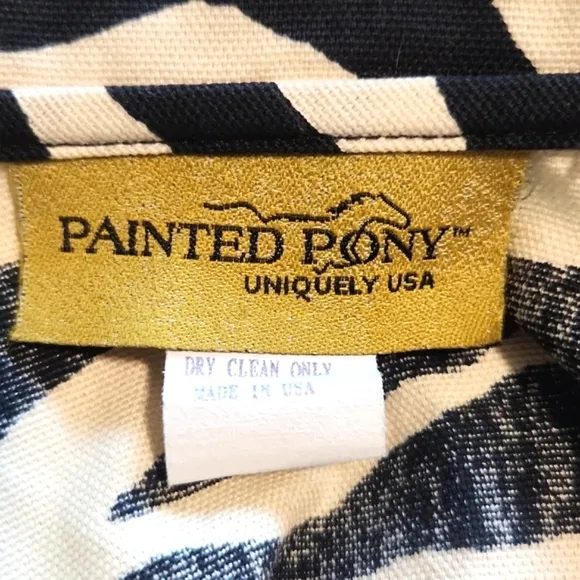 PAINTED PONY™
UNIQUELY USA
DRY CLEAN ONLY
MADE IN USA